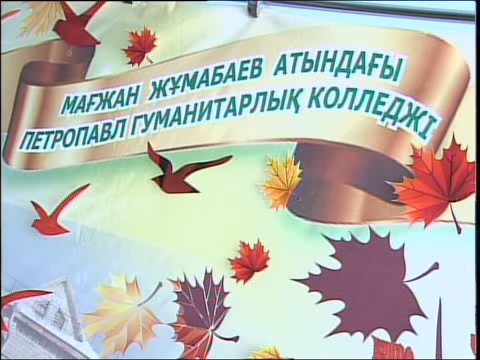 МАҒЖАН ЖҰМАБАЕВ АТЫНДАҒЫ
ПЕТРОПАВЛ ГУМАНИТАРЛЫҚ КОЛЛЕДЖІ